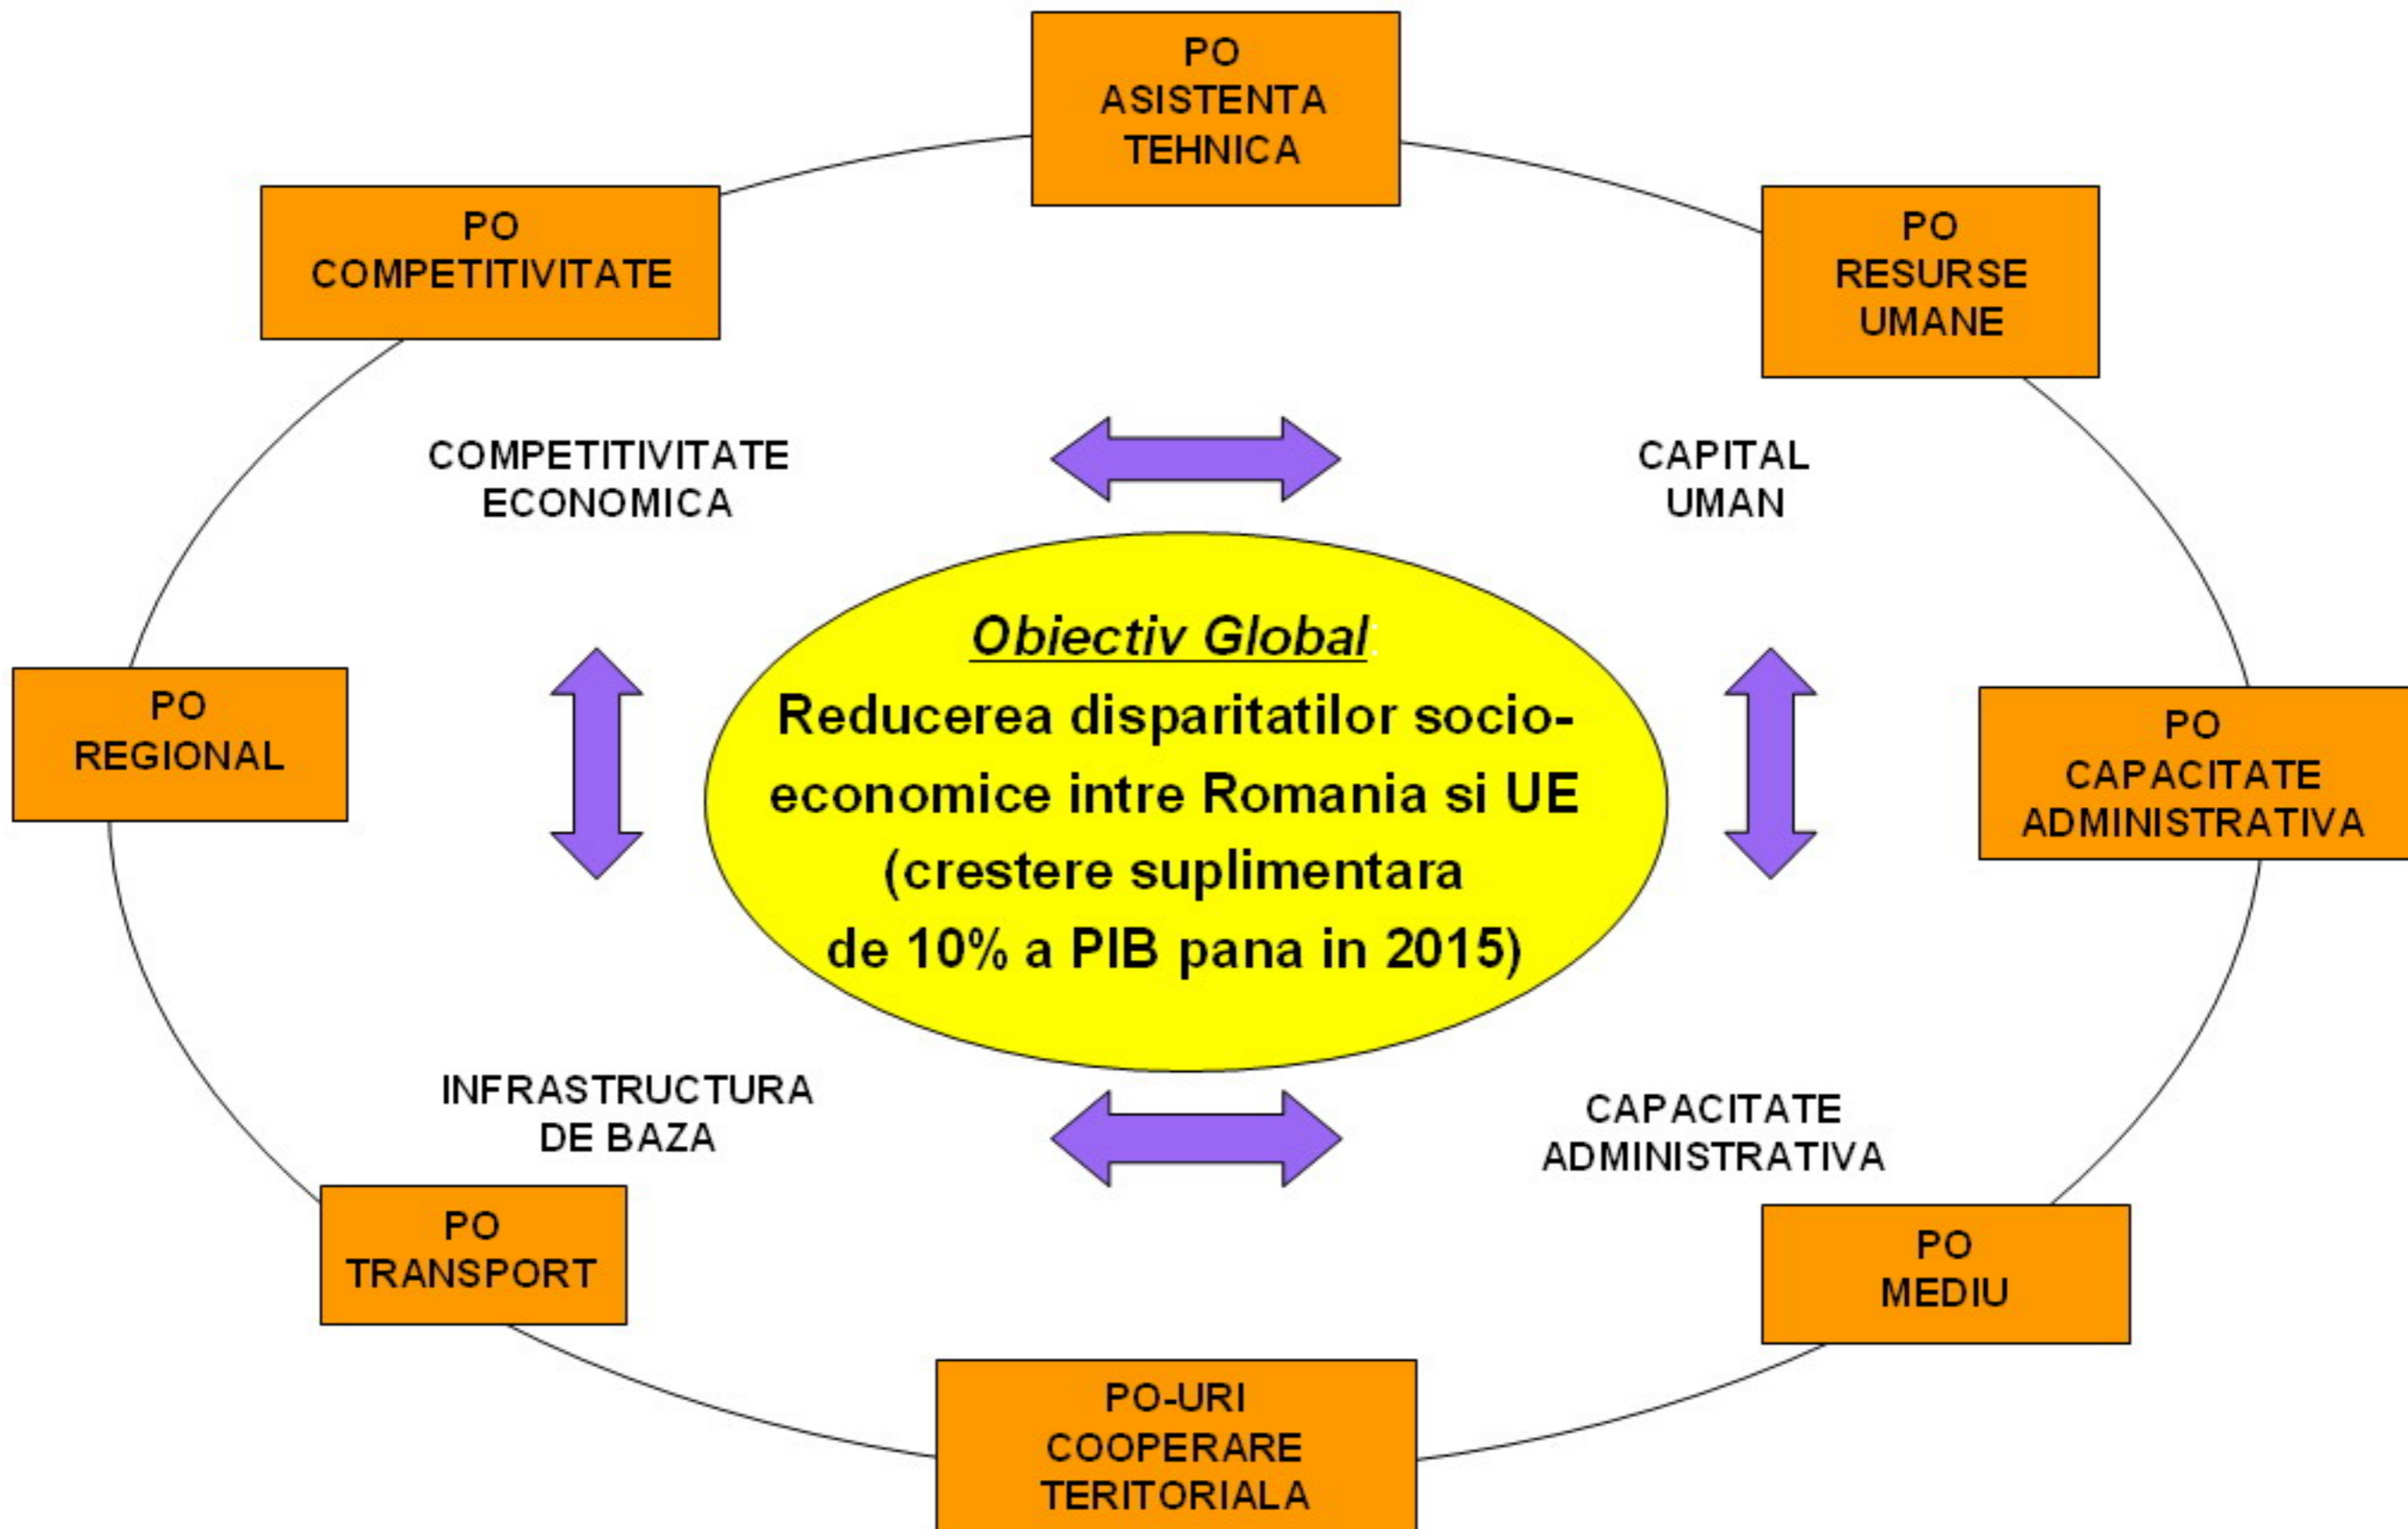 PO
ASISTENTA
TEHNICA
PO
COMPETITIVITATE
PO
RESURSE
UMANE
COMPETITIVITATE
ECONOMICA
CAPITAL
UMAN
Obiectiv Global:
Reducerea disparitatilor socio-
economice intre Romania si UE
(crestere suplimentara
de 10% a PIB pana in 2015)
PO
REGIONAL
PO
CAPACITATE
ADMINISTRATIVA
INFRASTRUCTURA
DE BAZA
CAPACITATE
ADMINISTRATIVA
PO
TRANSPORT
PO
MEDIU
PO-URI
COOPERARE
TERITORIALA